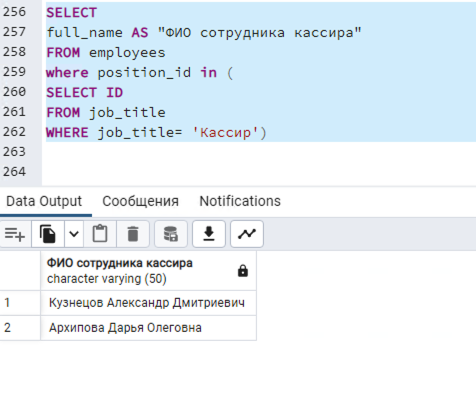 256 SELECT
257 full_name AS "ФИО сотрудника кассира"
258 FROM employees
259 where position_id in (
260 SELECT ID
261 FROM job_title
262 WHERE job_title= 'Кассир')
263
264
Data Output Сообщения Notifications
ФИО сотрудника кассира
character varying (50)
1 Кузнецов Александр Дмитриевич
2 Архипова Дарья Олеговна